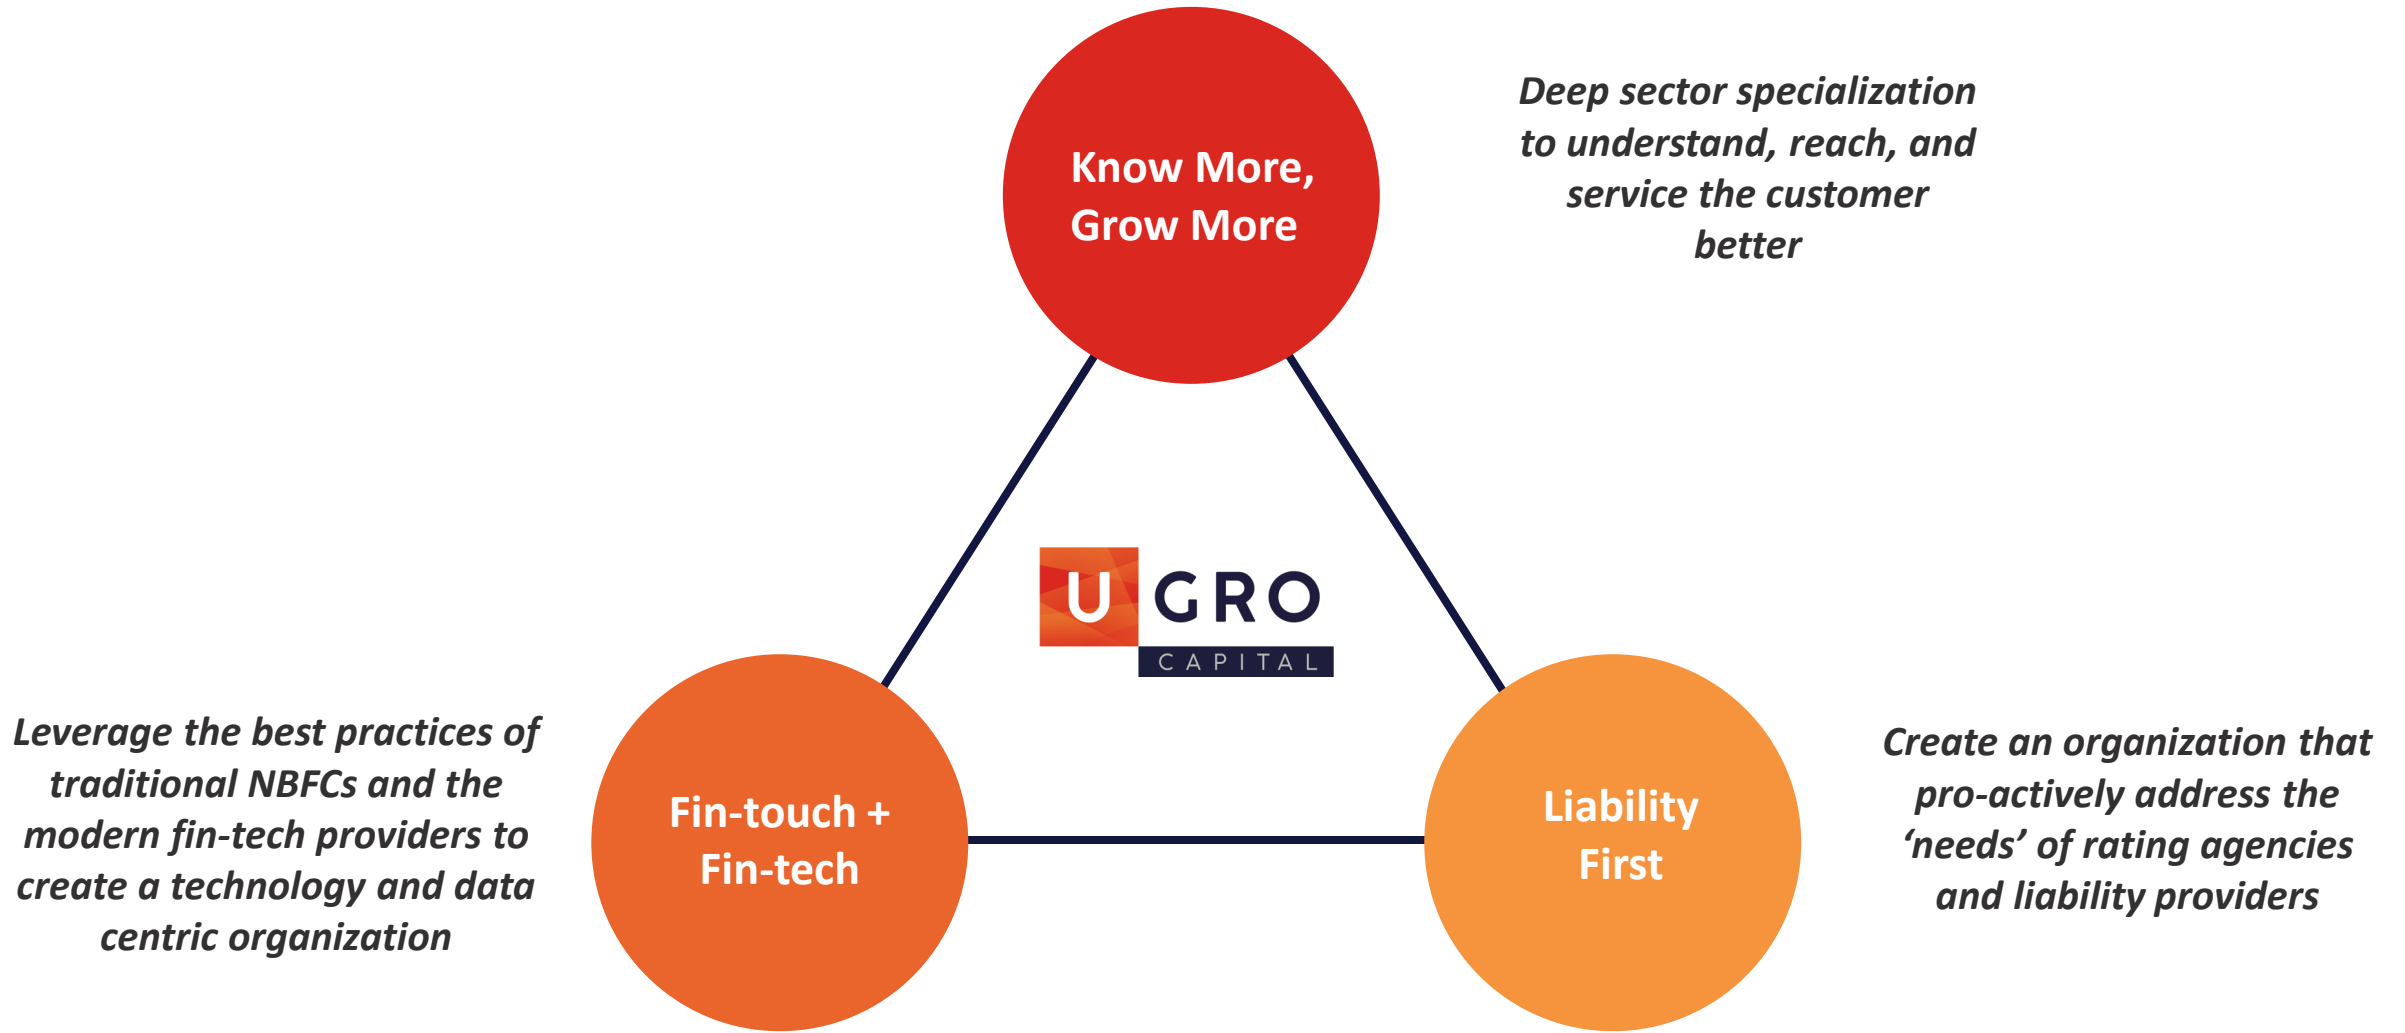 Know More,
Grow More
Deep sector specialization
to understand, reach, and
service the customer
better
U GRO
CAPITAL
Leverage the best practices of
traditional NBFCs and the
modern fin-tech providers to
create a technology and data
centric organization
Fin-touch +
Fin-tech
Liability
First
Create an organization that
pro-actively address the
‘needs’ of rating agencies
and liability providers